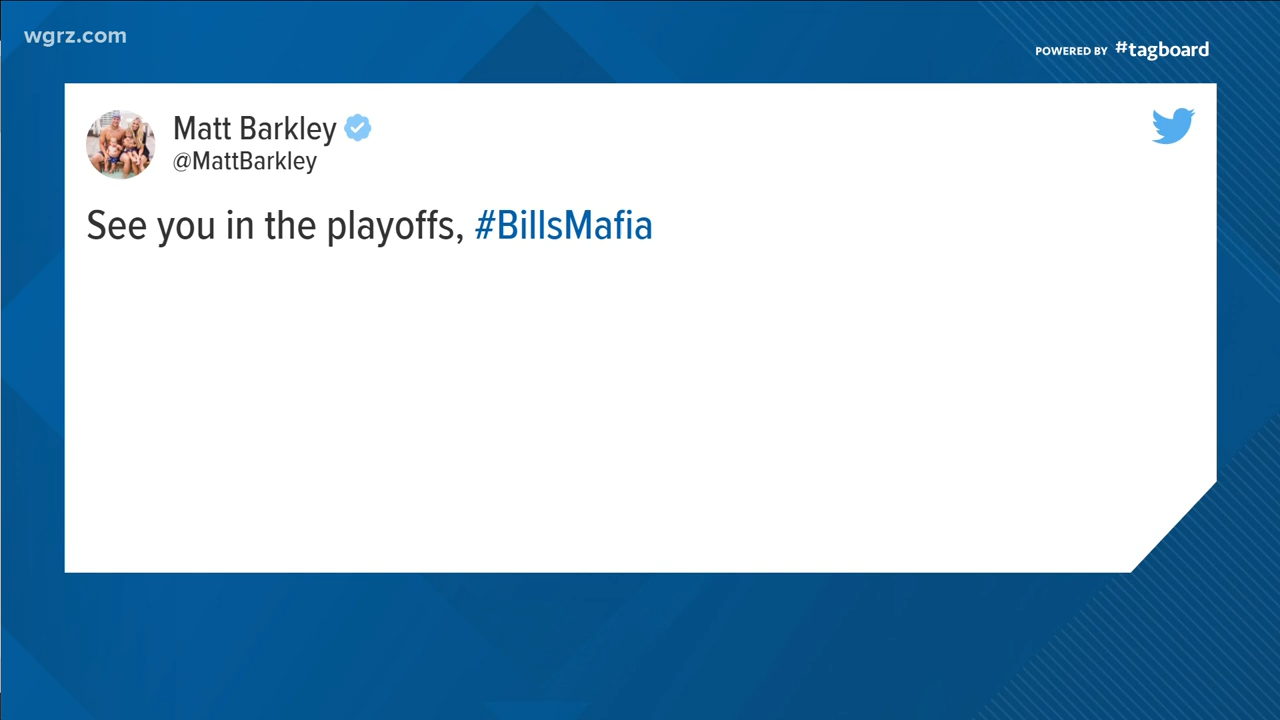 wgrz.com
POWERED BY #tagboard
Matt Barkley
@MattBarkley
See you in the playoffs, #BillsMafia